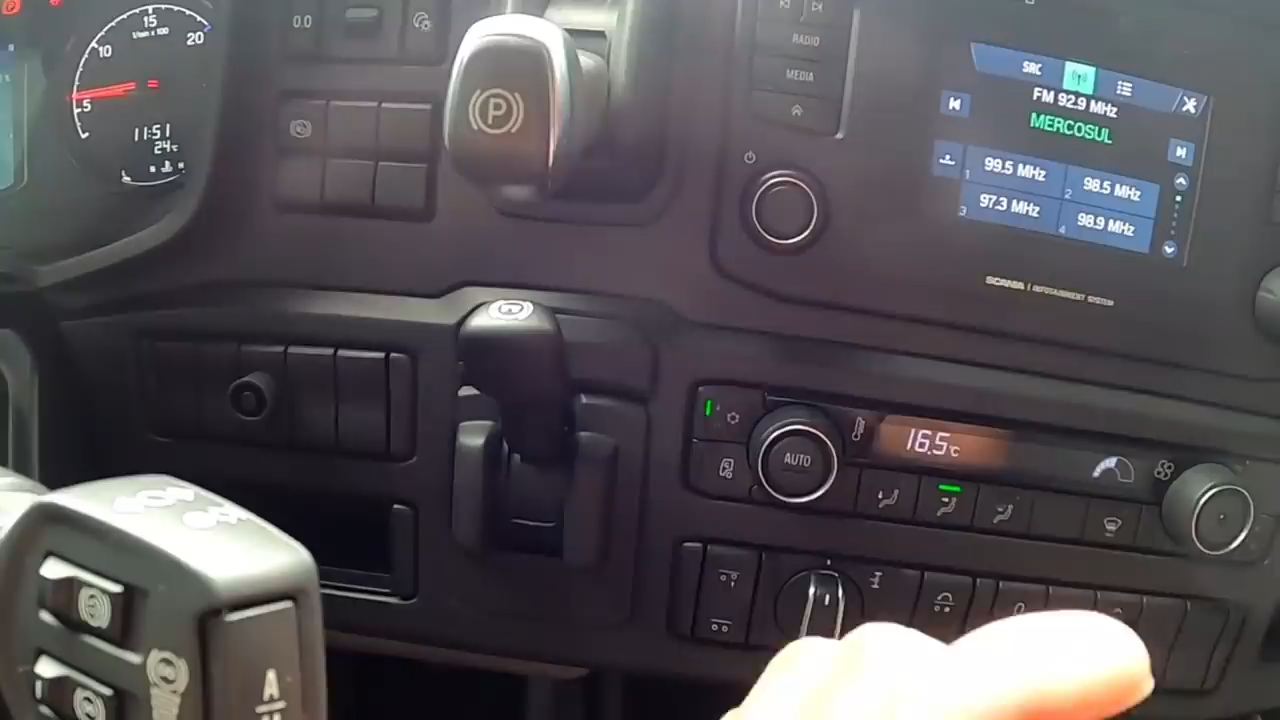 15
1/min x 100
10
20
5
11:51
24°C
0.0
P
RADIO
MEDIA
SRC
FM 92.9 MHz
MERCOSUL
1 99.5 MHz
2 98.5 MHz
3 97.3 MHz
4 98.9 MHz
SCANIA | INFOTAINMENT SYSTEM
AUTO
16.5°C
A